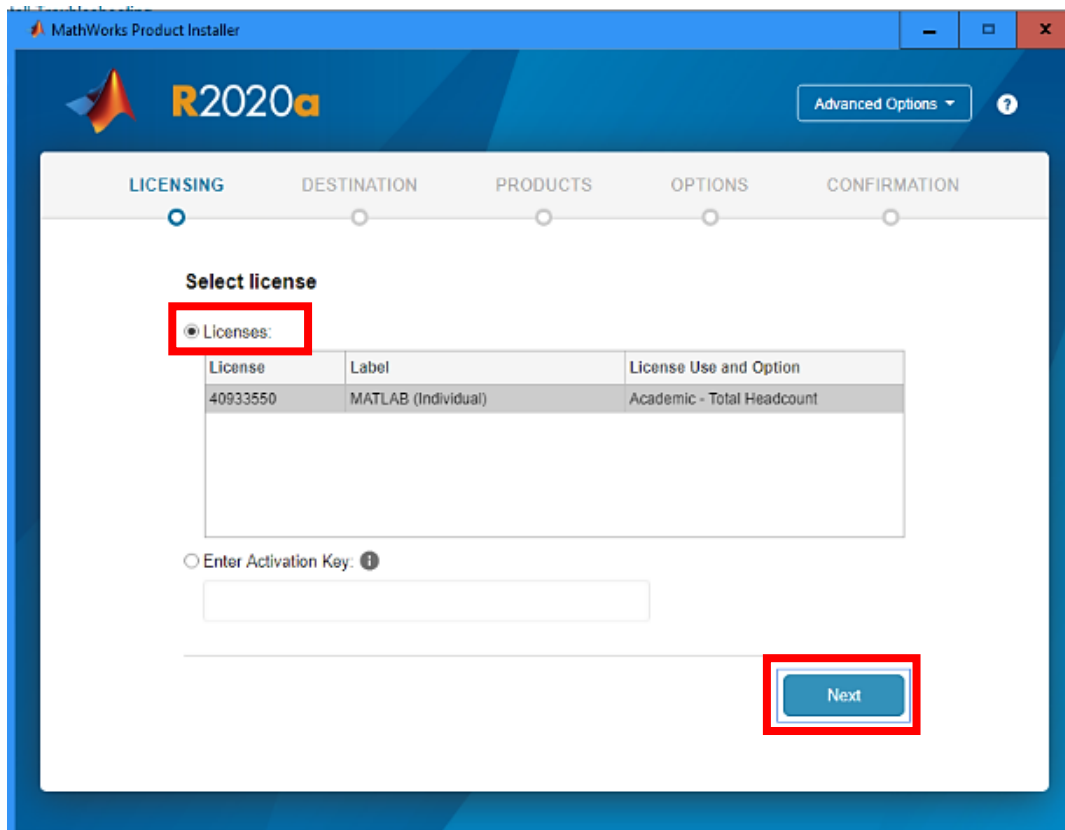 MathWorks Product Installer
R2020a
Advanced Options
?
LICENSING DESTINATION PRODUCTS OPTIONS CONFIRMATION
Select license
Licenses:
License Label License Use and Option
40933550 MATLAB (Individual) Academic - Total Headcount
Enter Activation Key:
Next